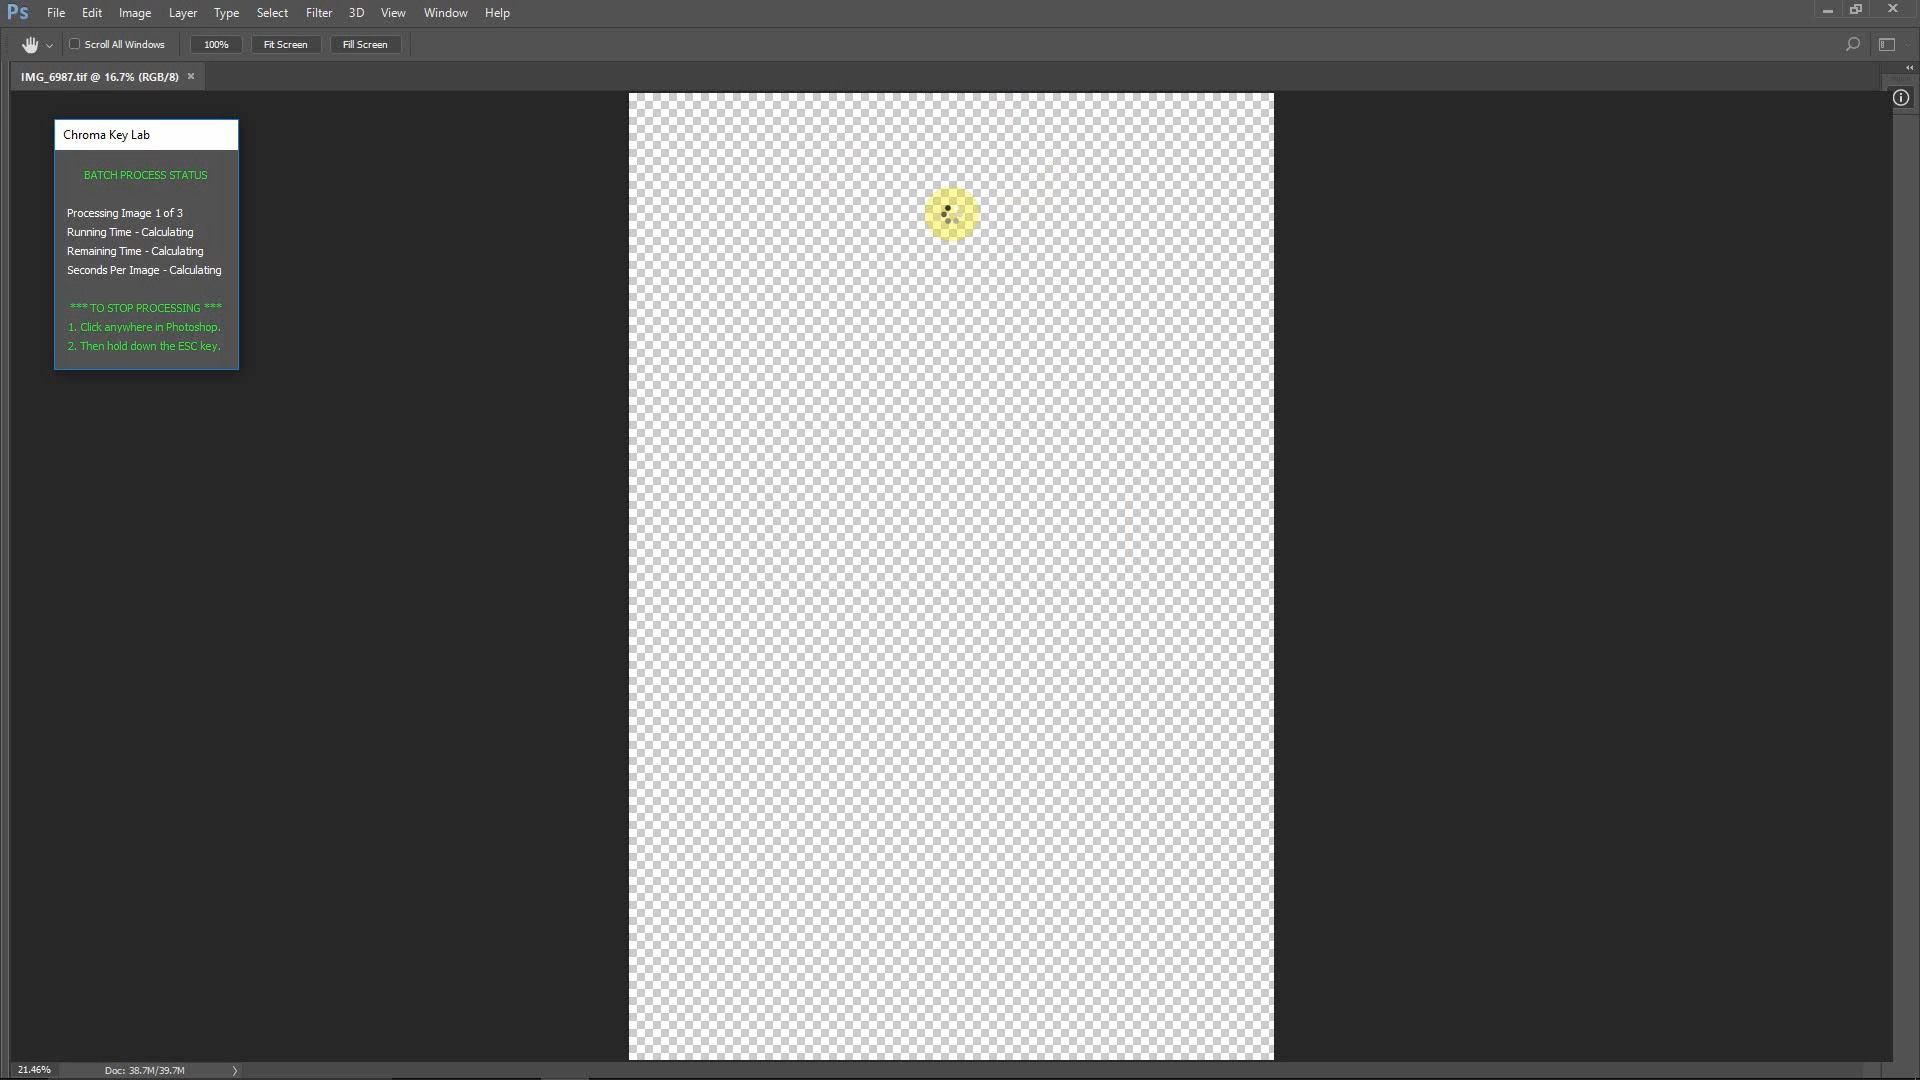 Ps File Edit Image Layer Type Select Filter 3D View Window Help
Scroll All Windows 100% Fit Screen Fill Screen
IMG_6987.tif @ 16.7% (RGB/8) ×
Chroma Key Lab
BATCH PROCESS STATUS
Processing Image 1 of 3
Running Time - Calculating
Remaining Time - Calculating
Seconds Per Image - Calculating
*** TO STOP PROCESSING ***
1. Click anywhere in Photoshop.
2. Then hold down the ESC key.
21.46% Doc: 38.7M/39.7M